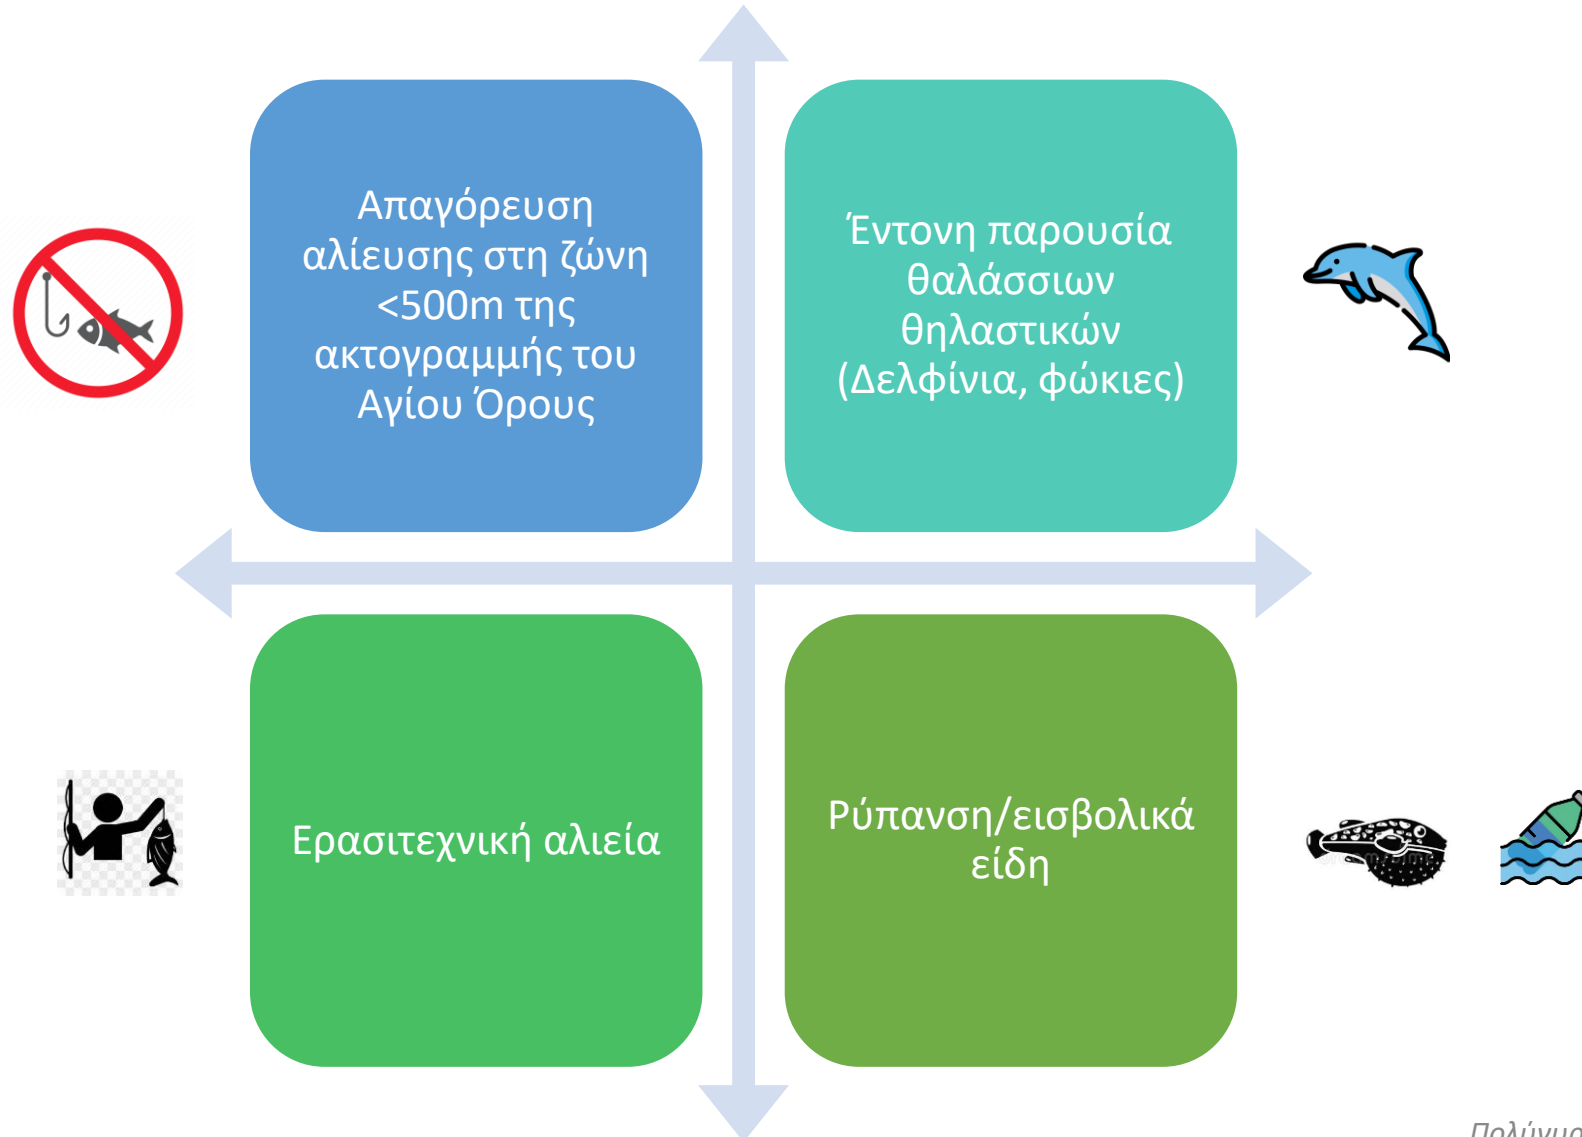 Απαγόρευση
αλίευσης στη ζώνη
<500m της
ακτογραμμής του
Αγίου Όρους
Έντονη παρουσία
θαλάσσιων
θηλαστικών
(Δελφίνια, φώκιες)
Ερασιτεχνική αλιεία
Ρύπανση/εισβολικά
είδη